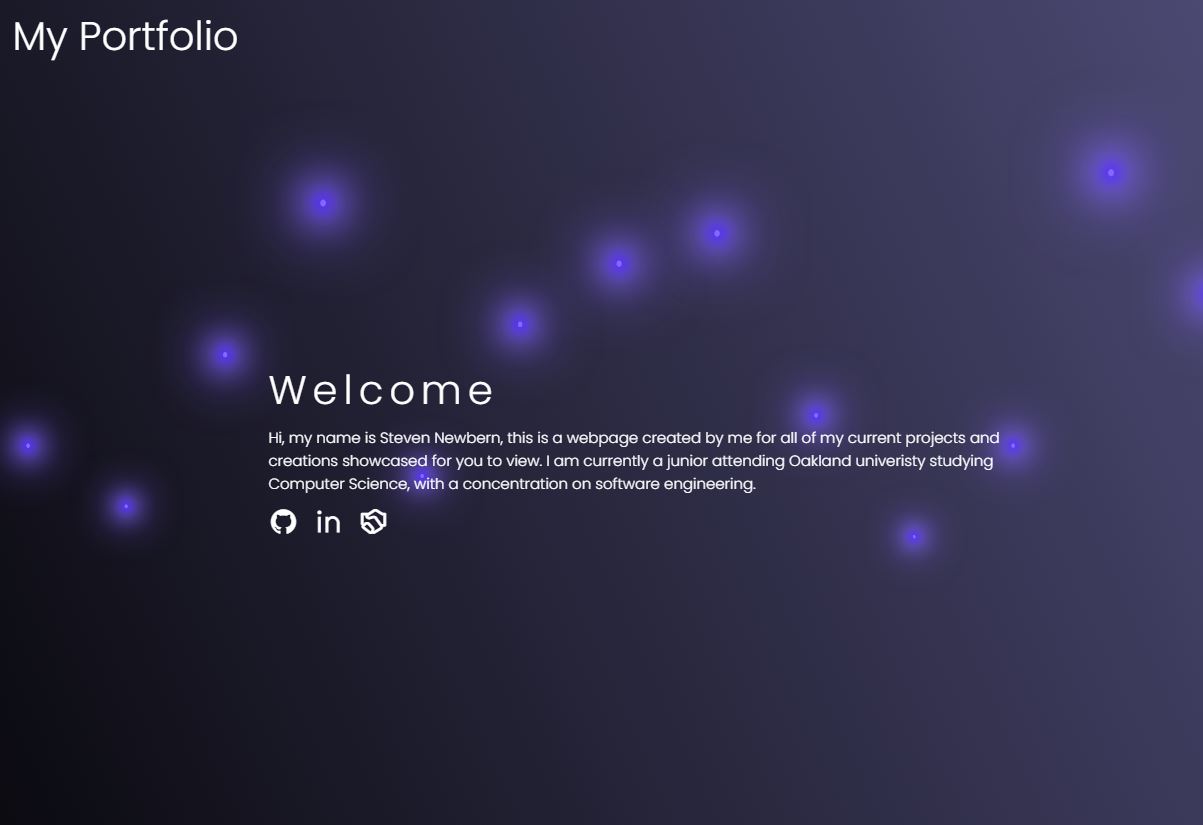 My Portfolio
Welcome
Hi, my name is Steven Newbern, this is a webpage created by me for all of my current projects and
creations showcased for you to view. I am currently a junior attending Oakland univeristy studying
Computer Science, with a concentration on software engineering.
in